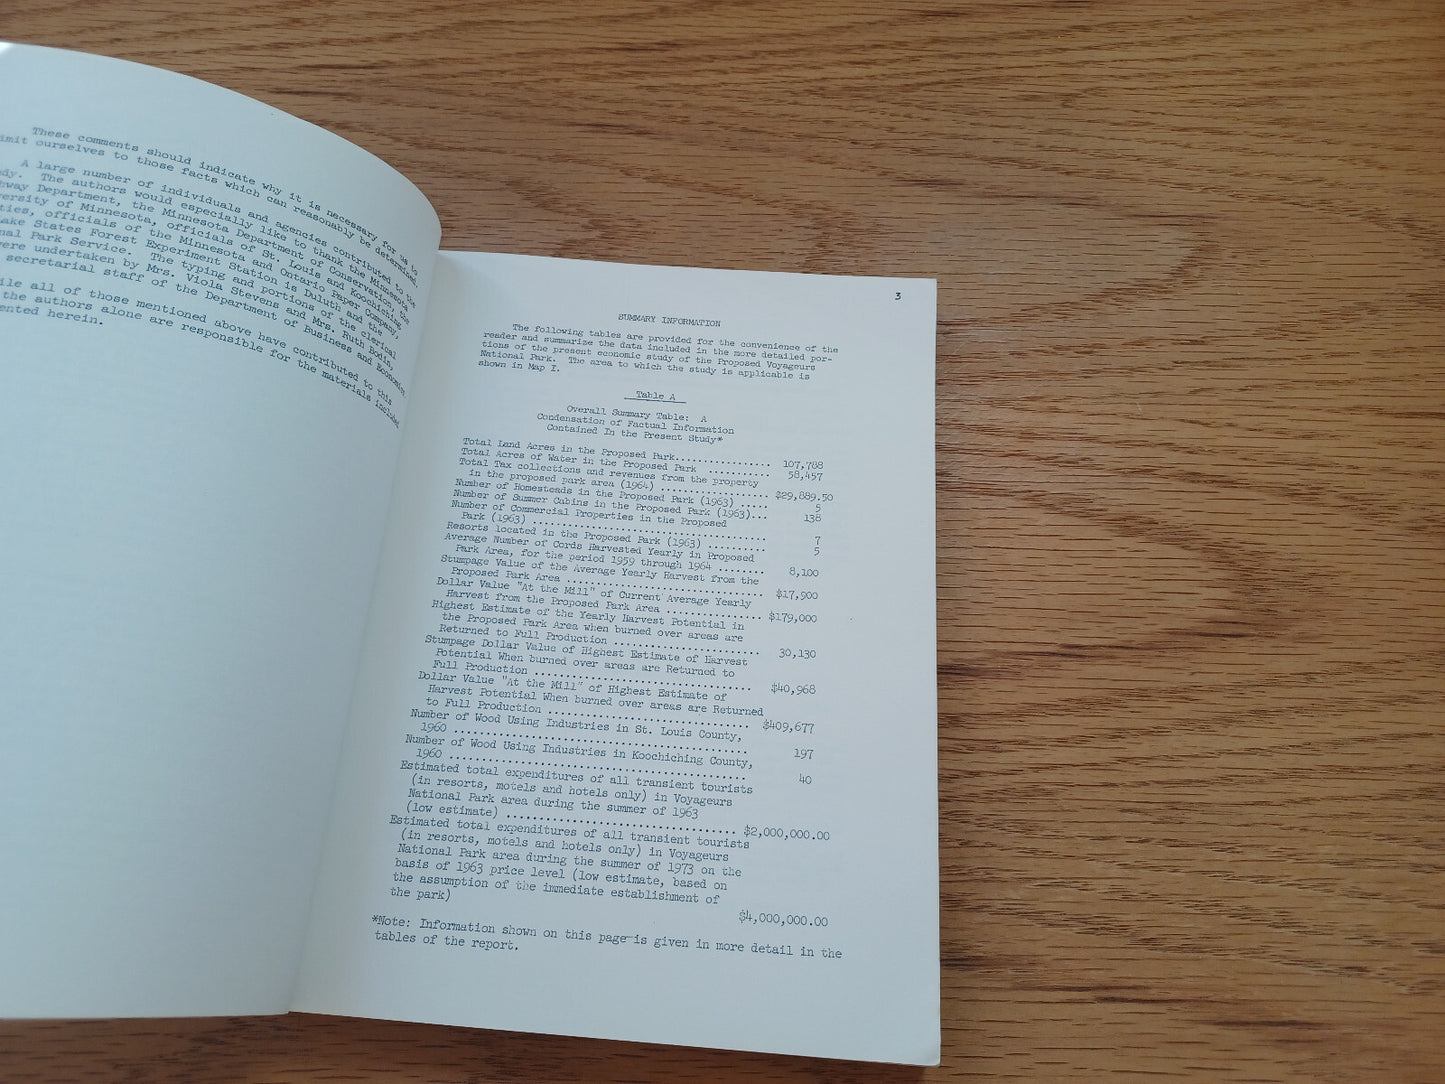 These comments should indicate why it is necessary for us to
imit ourselves to those facts which can reasonably be determined.
A large number of individuals and agencies contributed to the
dy. The authors would especially like to thank the Minnesota
hway Department, the Minnesota Department of Conservation, the
versity of Minnesota, officials of St. Louis and Koochiching
ties, officials of the Minnesota and Ontario Paper Company,
ake States Forest Experiment Station is Duluth and the
nal Park Service. The typing and portions of the clerical
were undertaken by Mrs. Viola Stevens and Mrs. Ruth Bodin,
secretarial staff of the Department of Business and Economics
ile all of those mentioned above have contributed to this
the authors alone are responsible for the materials included
ented herein.
3
SUMMARY INFORMATION
The following tables are provided for the convenience of the
reader and summarize the data included in the more detailed por-
tions of the present economic study of the Proposed Voyageurs
National Park. The area to which the study is applicable is
shown in Map I.
Table A
Overall Summary Table: A
Condensation of Factual Information
Contained In the Present Study*
Total Land Acres in the Proposed Park................ 107,788
Total Acres of Water in the Proposed Park ........... 58,457
Total Tax collections and revenues from the property
in the proposed park area (1964) .................. $29,889.50
Number of Homesteads in the Proposed Park (1963) ..... 5
Number of Summer Cabins in the Proposed Park (1963)... 138
Number of Commercial Properties in the Proposed
Park (1963) ....................................... 7
Resorts located in the Proposed Park (1963) .......... 5
Average Number of Cords Harvested Yearly in Proposed
Park Area, for the period 1959 through 1964 ........ 8,100
Stumpage Value of the Average Yearly Harvest from the
Proposed Park Area ................................. $17,900
Dollar Value "At the Mill" of Current Average Yearly
Harvest from the Proposed Park Area ............... $179,000
Highest Estimate of the Yearly Harvest Potential in
the Proposed Park Area when burned over areas are
Returned to Full Production ....................... 30,130
Stumpage Dollar Value of Highest Estimate of Harvest
Potential When burned over areas are Returned to
Full Production .................................. $40,968
Dollar Value "At the Mill" of Highest Estimate of
Harvest Potential When burned over areas are Returned
to Full Production ............................... $409,677
Number of Wood Using Industries in St. Louis County,
1960 ............................................. 197
Number of Wood Using Industries in Koochiching County,
1960 ............................................. 40
Estimated total expenditures of all transient tourists
(in resorts, motels and hotels only) in Voyageurs
National Park area during the summer of 1963
(low estimate) ................................... $2,000,000.00
Estimated total expenditures of all transient tourists
(in resorts, motels and hotels only) in Voyageurs
National Park area during the summer of 1973 on the
basis of 1963 price level (low estimate, based on
the assumption of the immediate establishment of
the park) $4,000,000.00
*Note: Information shown on this page is given in more detail in the
tables of the report.